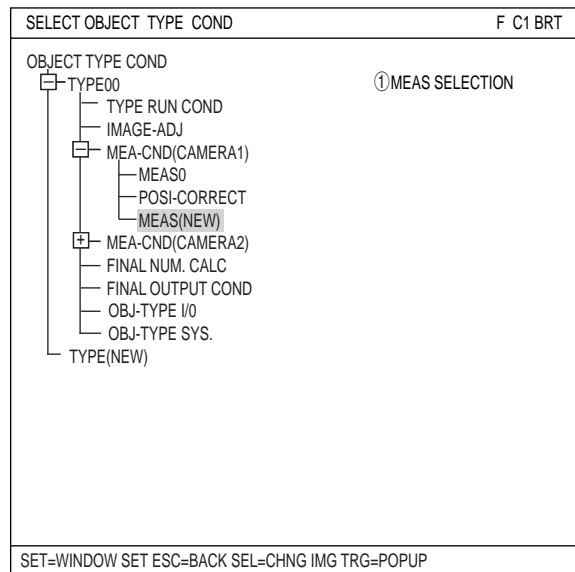 SELECT OBJECT TYPE COND F C1 BRT
OBJECT TYPE COND
TYPE00 ①MEAS SELECTION
TYPE RUN COND
IMAGE-ADJ
MEA-CND(CAMERA1)
MEAS0
POSI-CORRECT
MEAS(NEW)
MEA-CND(CAMERA2)
FINAL NUM. CALC
FINAL OUTPUT COND
OBJ-TYPE I/0
OBJ-TYPE SYS.
TYPE(NEW)
SET=WINDOW SET ESC=BACK SEL=CHNG IMG TRG=POPUP